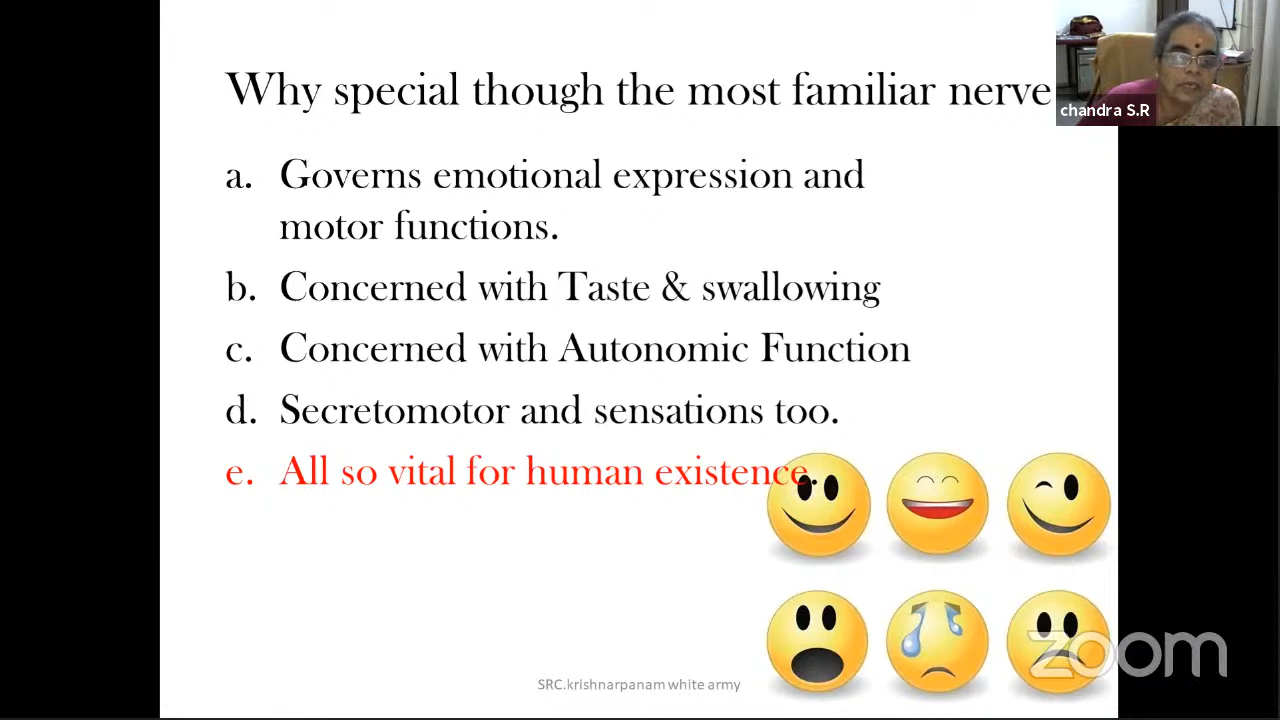 Why special though the most familiar nerve
chandra S.R
a. Governs emotional expression and
motor functions.
b. Concerned with Taste & swallowing
c. Concerned with Autonomic Function
d. Secretomotor and sensations too.
e. All so vital for human existence.
zoom
SRC.krishnarpanam white army